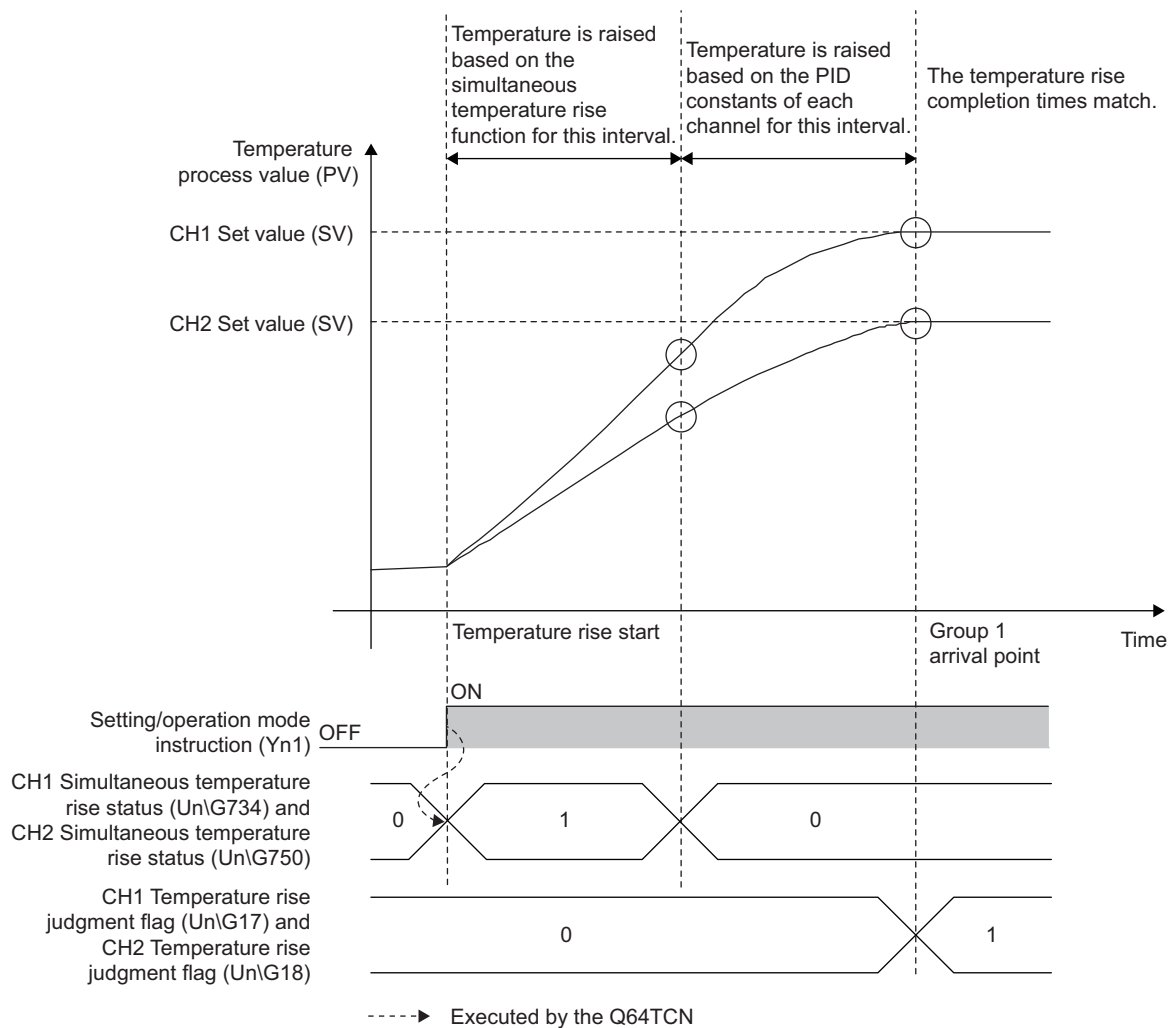 Temperature is raised
based on the
simultaneous
temperature rise
function for this interval.
Temperature is raised
based on the PID
constants of each
channel for this interval.
The temperature rise
completion times match.
Temperature
process value (PV)
CH1 Set value (SV)
CH2 Set value (SV)
Temperature rise start
Group 1
arrival point
Time
ON
Setting/operation mode
instruction (Yn1)
OFF
CH1 Simultaneous temperature
rise status (Un\G734) and
CH2 Simultaneous temperature
rise status (Un\G750)
0
1
0
CH1 Temperature rise
judgment flag (Un\G17) and
CH2 Temperature rise
judgment flag (Un\G18)
0
1
Executed by the Q64TCN